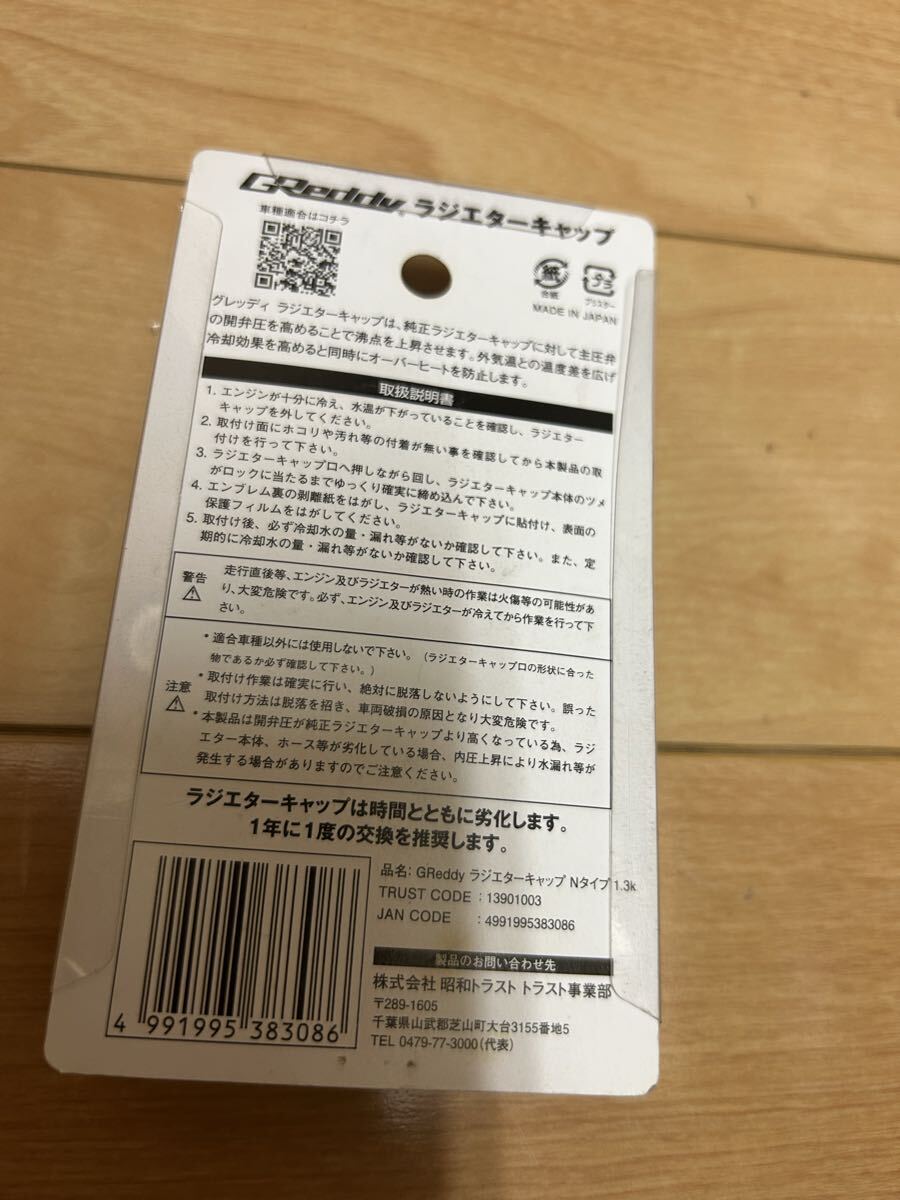 GReddy ラジエターキャップ
車種適合はコチラ
紙
台紙
プラ
ブリスター
MADE IN JAPAN
グレッディ ラジエターキャップは、純正ラジエターキャップに対して主圧弁
の開弁圧を高めることで沸点を上昇させます。外気温との温度差を広げ
冷却効果を高めると同時にオーバーヒートを防止します。
取扱説明書
1. エンジンが十分に冷え、水温が下がっていることを確認し、ラジエター
キャップを外してください。
2. 取付け面にホコリや汚れ等の付着が無い事を確認してから本製品の取
付けを行って下さい。
3. ラジエターキャップ口へ押しながら回し、ラジエターキャップ本体のツメ
がロックに当たるまでゆっくり確実に締め込んで下さい。
4. エンブレム裏の剥離紙をはがし、ラジエターキャップに貼付け、表面の
保護フィルムをはがしてください。
5. 取付け後、必ず冷却水の量・漏れ等がないか確認して下さい。また、定
期的に冷却水の量・漏れ等がないか確認して下さい。
警告
走行直後等、エンジン及びラジエターが熱い時の作業は火傷等の可能性があ
り、大変危険です。必ず、エンジン及びラジエターが冷えてから作業を行って下
さい。
注意
* 適合車種以外には使用しないで下さい。(ラジエターキャップ口の形状に合った
物であるか必ず確認して下さい。)
* 取付け作業は確実に行い、絶対に脱落しないようにして下さい。誤った
取付け方法は脱落を招き、車両破損の原因となり大変危険です。
* 本製品は開弁圧が純正ラジエターキャップより高くなっている為、ラジ
エター本体、ホース等が劣化している場合、内圧上昇により水漏れ等が
発生する場合がありますのでご注意ください。
ラジエターキャップは時間とともに劣化します。
1年に1度の交換を推奨します。
品名: GReddy ラジエターキャップ Nタイプ 1.3k
TRUST CODE : 13901003
JAN CODE : 4991995383086
製品のお問い合わせ先
株式会社 昭和トラスト トラスト事業部
〒289-1605
千葉県山武郡芝山町大台3155番地5
TEL 0479-77-3000(代表)
4 991995 383086